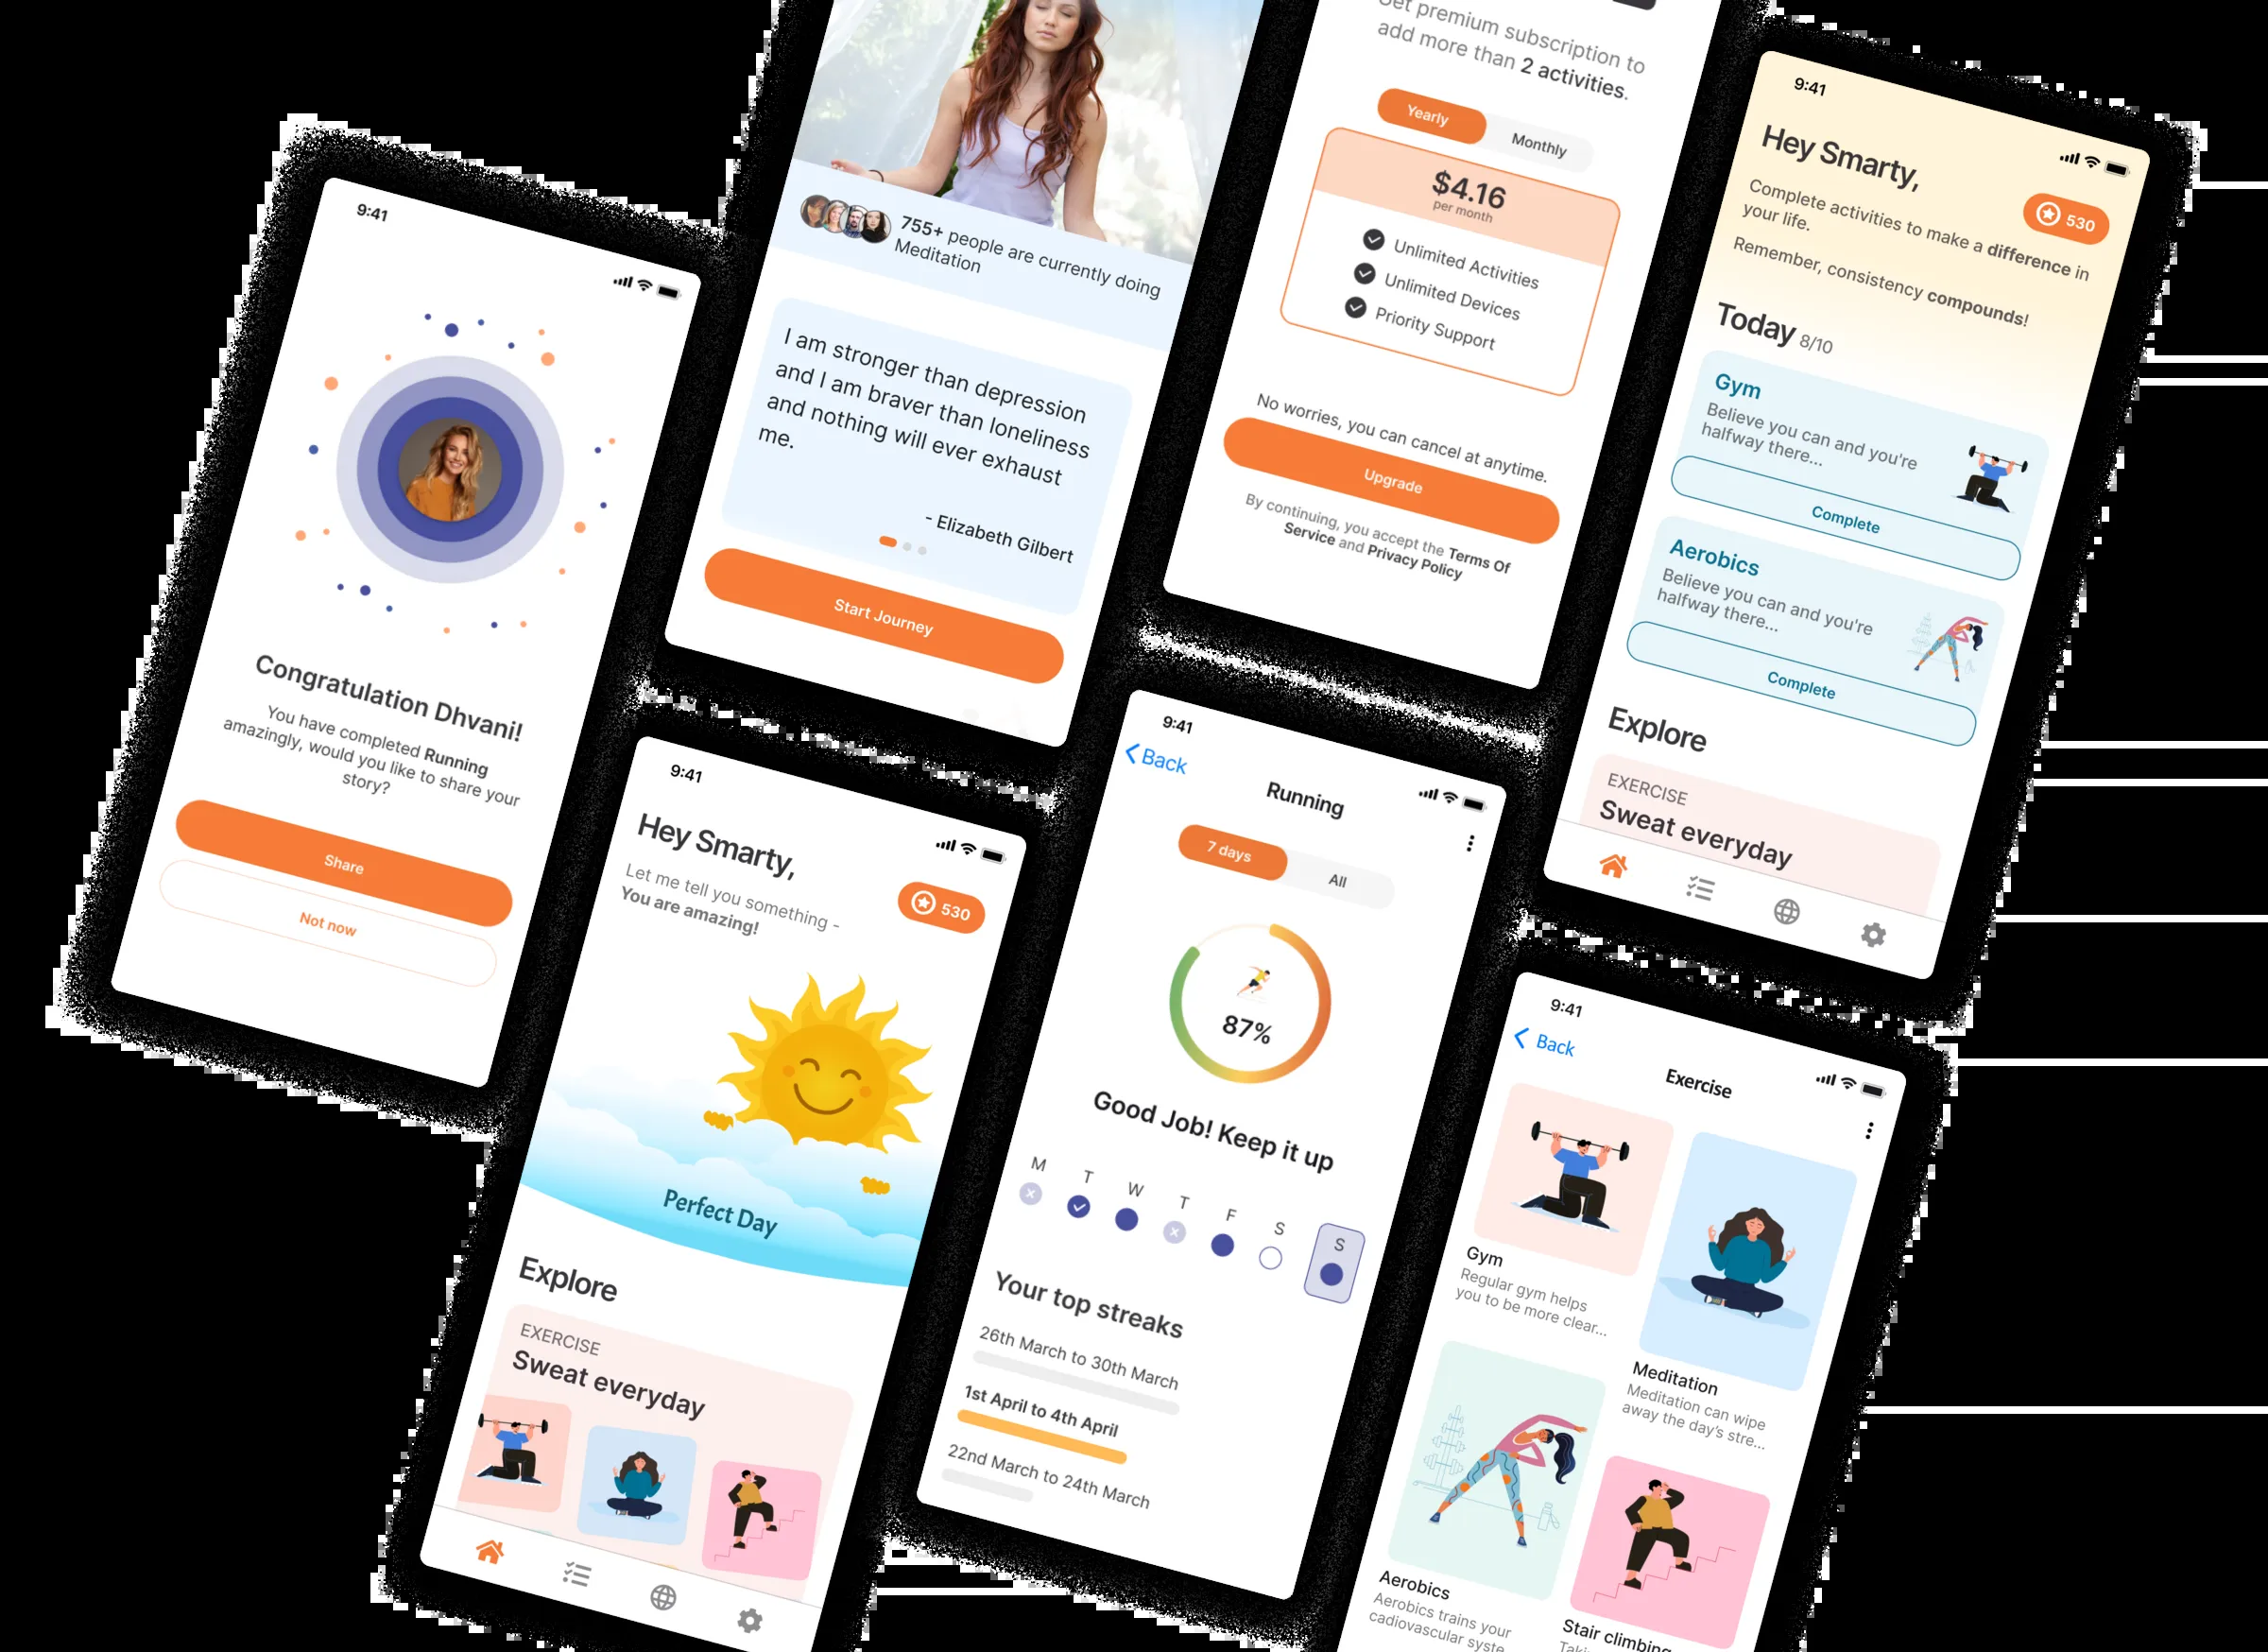 9:41
Congratulation Dhvani!
You have completed Running
amazingly, would you like to share your
story?
Share
Not now
755+ people are currently doing
Meditation
I am stronger than depression
and I am braver than loneliness
and nothing will ever exhaust
me.
- Elizabeth Gilbert
Start Journey
Get premium subscription to
add more than 2 activities.
Yearly
Monthly
$4.16
per month
Unlimited Activities
Unlimited Devices
Priority Support
No worries, you can cancel at anytime.
Upgrade
By continuing, you accept the Terms Of
Service and Privacy Policy
9:41
Hey Smarty,
530
Complete activities to make a difference in
your life.
Remember, consistency compounds!
Today 8/10
Gym
Believe you can and you're
halfway there...
Complete
Aerobics
Believe you can and you're
halfway there...
Complete
Explore
EXERCISE
Sweat everyday
9:41
Hey Smarty,
530
Let me tell you something -
You are amazing!
Perfect Day
Explore
EXERCISE
Sweat everyday
9:41
Back
Running
7 days
All
87%
Good Job! Keep it up
M T W T F S S
Your top streaks
26th March to 30th March
1st April to 4th April
22nd March to 24th March
9:41
Back
Exercise
Gym
Regular gym helps
you to be more clear...
Meditation
Meditation can wipe
away the day's stre...
Aerobics
Aerobics trains your
cadiovascular syste
Stair climbing